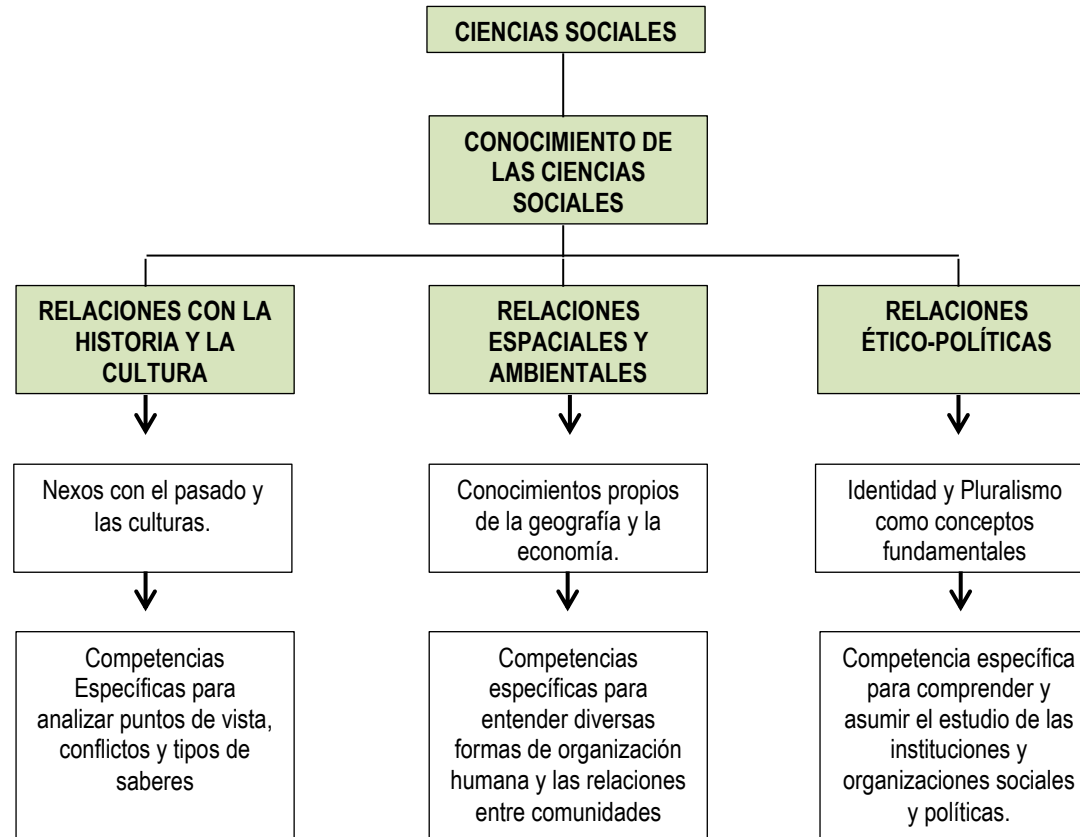 CIENCIAS SOCIALES
CONOCIMIENTO DE
LAS CIENCIAS
SOCIALES
RELACIONES CON LA
HISTORIA Y LA
CULTURA
RELACIONES
ESPACIALES Y
AMBIENTALES
RELACIONES
ÉTICO-POLÍTICAS
Nexos con el pasado y
las culturas.
Conocimientos propios
de la geografía y la
economía.
Identidad y Pluralismo
como conceptos
fundamentales
Competencias
Específicas para
analizar puntos de vista,
conflictos y tipos de
saberes
Competencias
específicas para
entender diversas
formas de organización
humana y las relaciones
entre comunidades
Competencia específica
para comprender y
asumir el estudio de las
instituciones y
organizaciones sociales
y políticas.